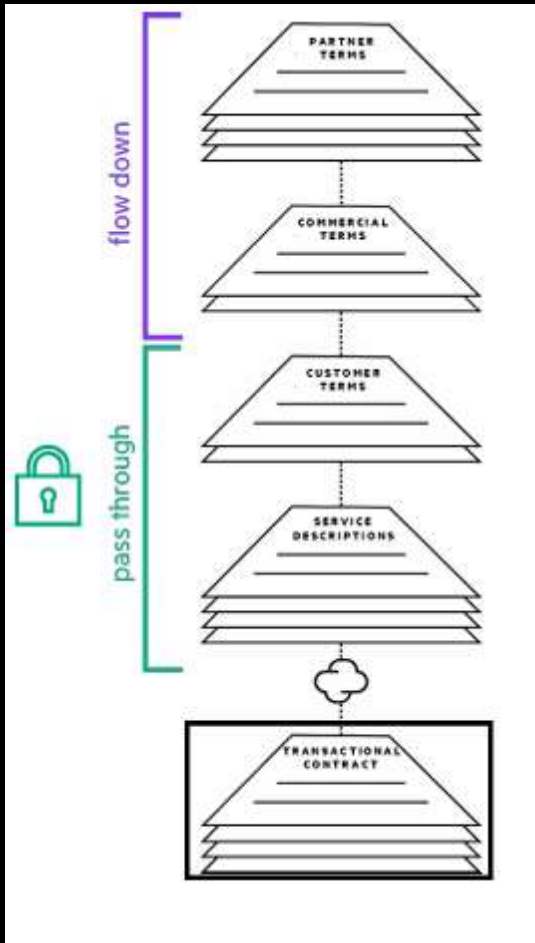 PARTNER
TERMS
flow down
COMMERCIAL
TERMS
CUSTOMER
TERMS
pass through
SERVICE
DESCRIPTIONS
TRANSACTIONAL
CONTRACT